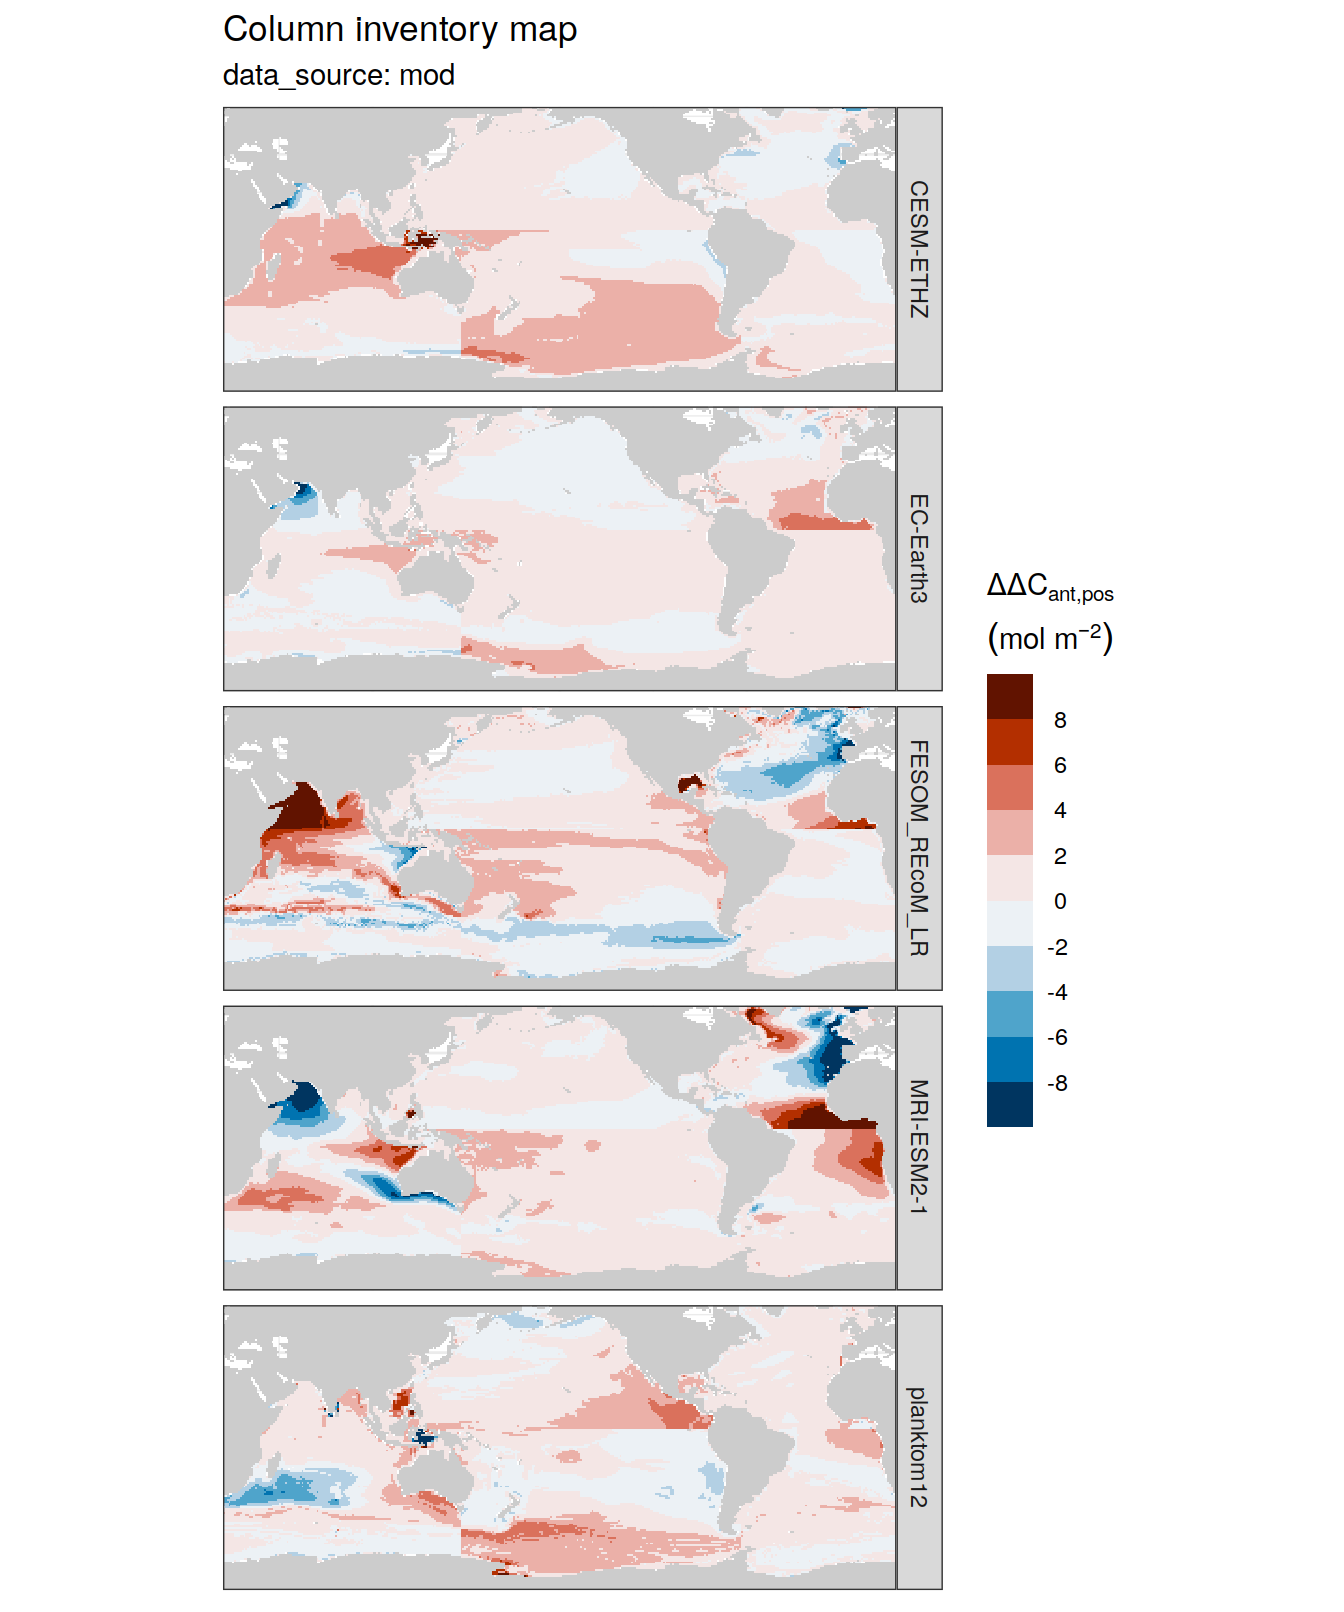 Column inventory map
data_source: mod
CESM-ETHZ
EC-Earth3
FESOM_REcoM_LR
MRI-ESM2-1
planktom12
ΔΔCant,pos
(mol m−2)
8
6
4
2
0
-2
-4
-6
-8